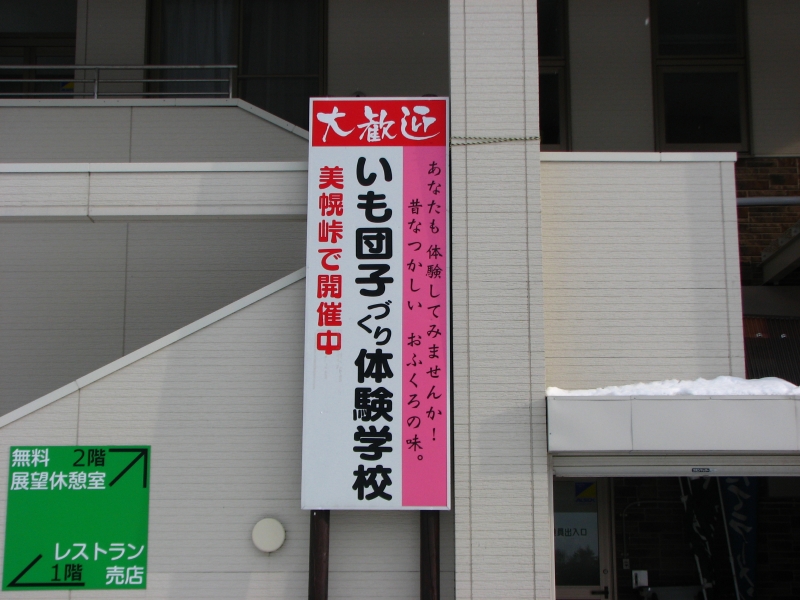 大歓迎
あなたも 体験してみませんか！
昔なつかしい おふくろの味。
いも団子づくり体験学校
美幌峠で開催中
無料 2階
展望休憩室
レストラン
1階 売店
出入口